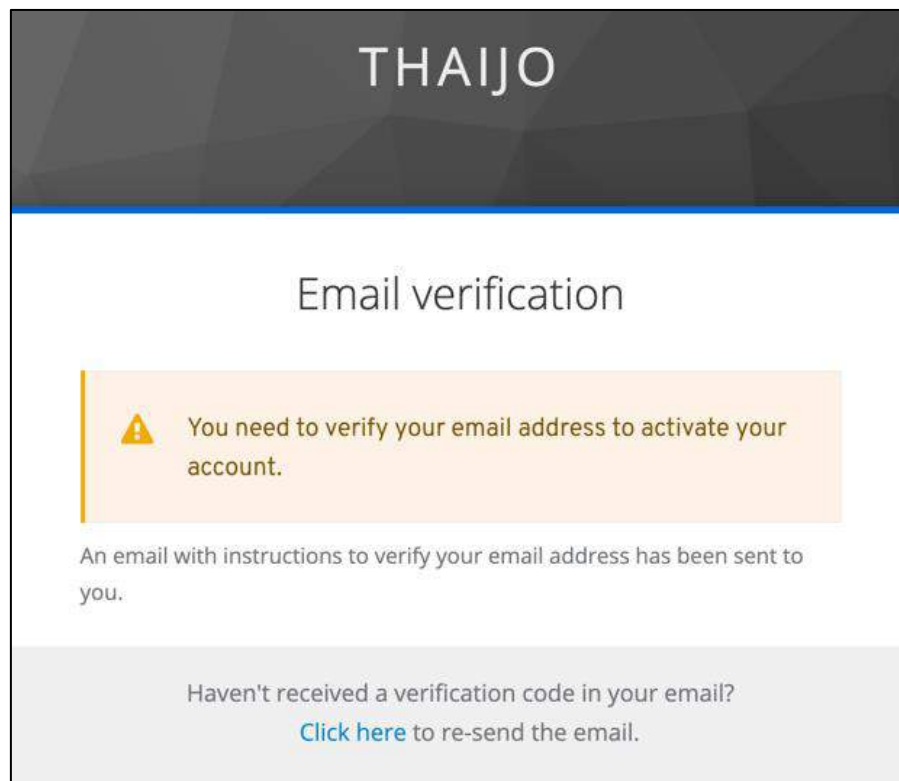 THAIJO
Email verification
You need to verify your email address to activate your
account.
An email with instructions to verify your email address has been sent to
you.
Haven't received a verification code in your email?
Click here to re-send the email.